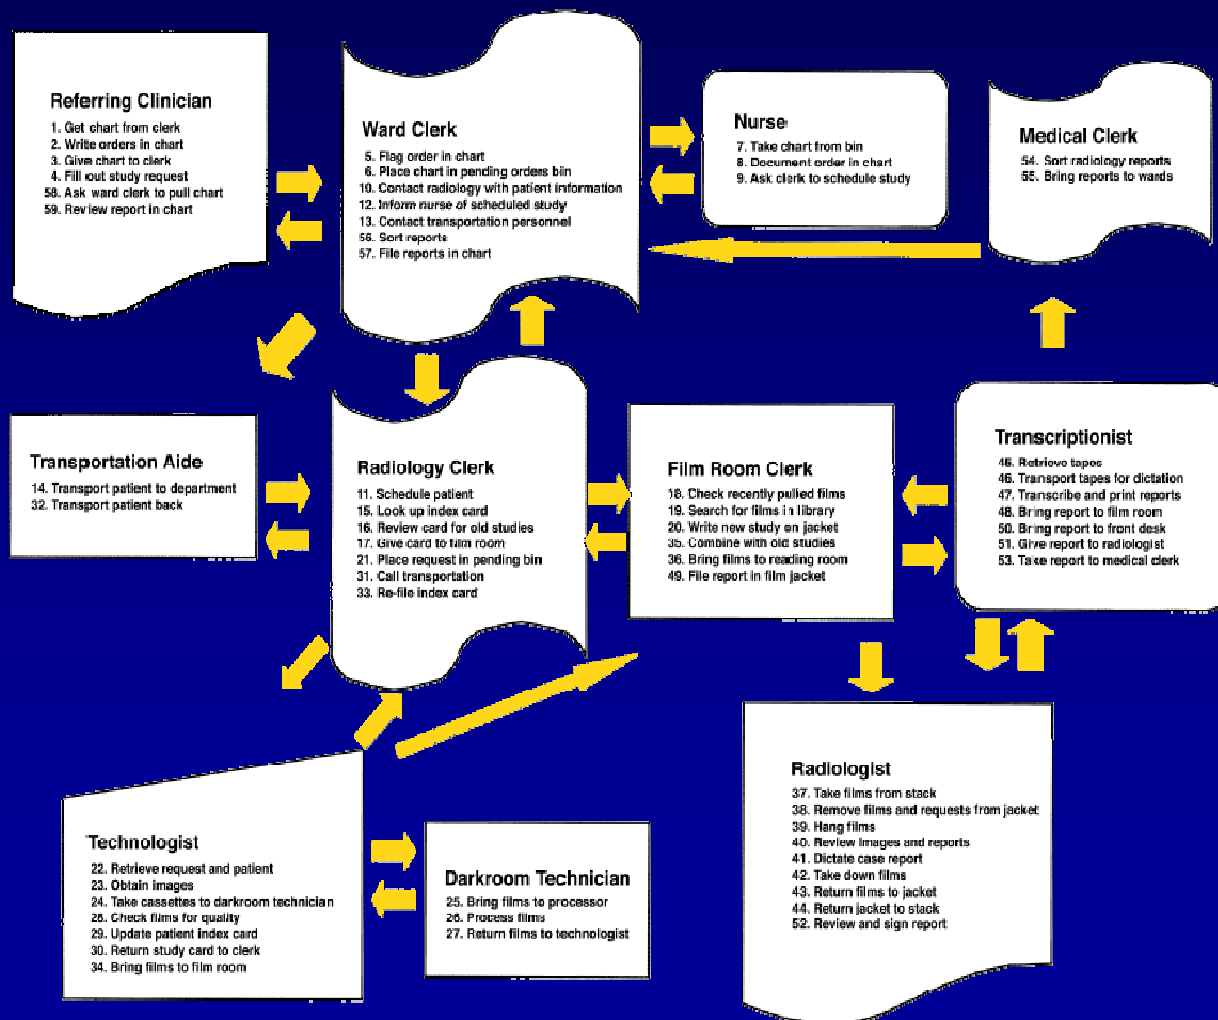 Referring Clinician
1. Get chart from clerk
2. Write orders in chart
3. Give chart to clerk
4. Fill out study request
58. Ask ward clerk to pull chart
59. Review report in chart
Ward Clerk
5. Flag order in chart
6. Place chart in pending orders bin
10. Contact radiology with patient information
12. Inform nurse of scheduled study
13. Contact transportation personnel
56. Sort reports
57. File reports in chart
Nurse
7. Take chart from bin
8. Document order in chart
9. Ask clerk to schedule study
Medical Clerk
54. Sort radiology reports
55. Bring reports to wards
Transportation Aide
14. Transport patient to department
32. Transport patient back
Radiology Clerk
11. Schedule patient
15. Look up index card
16. Review card for old studies
17. Give card to film room
21. Place request in pending bin
31. Call transportation
33. Re-file index card
Film Room Clerk
18. Check recently pulled films
19. Search for films in library
20. Write new study on jacket
35. Combine with old studies
36. Bring films to reading room
49. File report in film jacket
Transcriptionist
45. Retrieve tapes
46. Transport tapes for dictation
47. Transcribe and print reports
48. Bring report to film room
50. Bring report to front desk
51. Give report to radiologist
53. Take report to medical clerk
Technologist
22. Retrieve request and patient
23. Obtain images
24. Take cassettes to darkroom technician
28. Check films for quality
29. Update patient index card
30. Return study card to clerk
34. Bring films to film room
Darkroom Technician
25. Bring films to processor
26. Process films
27. Return films to technologist
Radiologist
37. Take films from stack
38. Remove films and requests from jacket
39. Hang films
40. Review images and reports
41. Dictate case report
42. Take down films
43. Return films to jacket
44. Return jacket to stack
52. Review and sign report